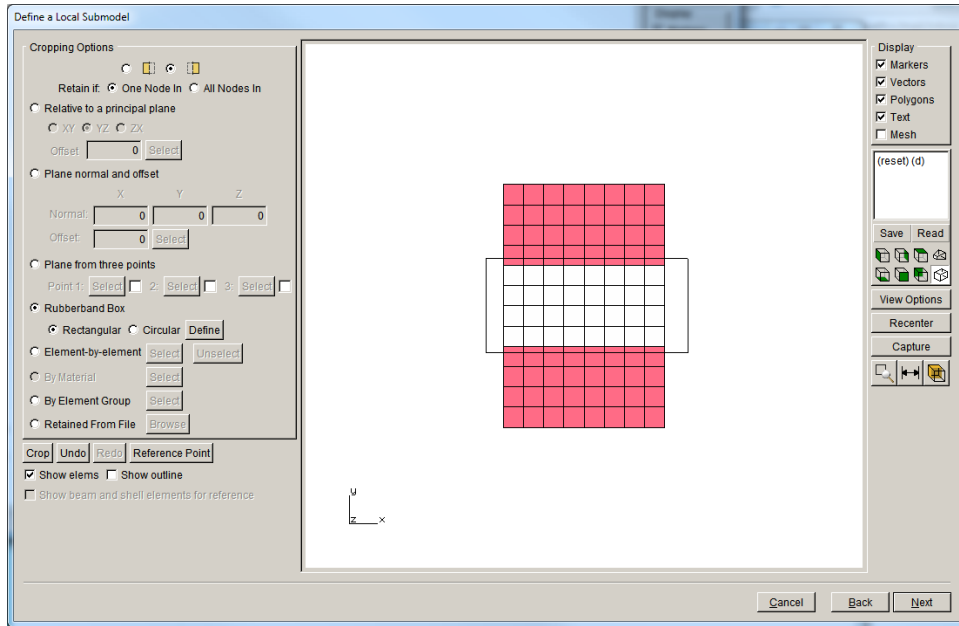 Define a Local Submodel
Cropping Options
Retain if: One Node In All Nodes In
Relative to a principal plane
XY YZ ZX
Offset 0 Select
Plane normal and offset
X Y Z
Normal: 0 0 0
Offset: 0 Select
Plane from three points
Point 1: Select 2: Select 3: Select
Rubberband Box
Rectangular Circular Define
Element-by-element Select Unselect
By Material Select
By Element Group Select
Retained From File Browse
Crop Undo Redo Reference Point
Show elems Show outline
Show beam and shell elements for reference
y
z x
Display
Markers
Vectors
Polygons
Text
Mesh
(reset) (d)
Save Read
View Options
Recenter
Capture
Cancel Back Next